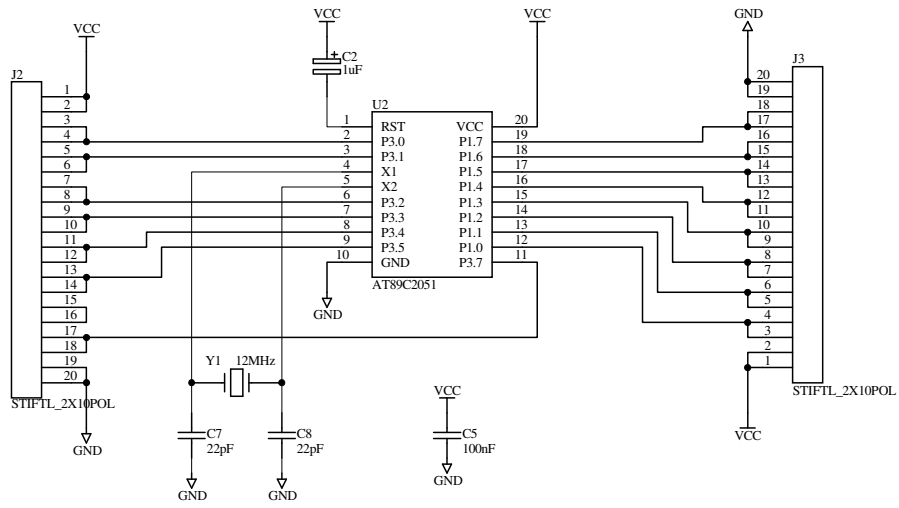 VCC
VCC
GND
VCC
J2
1
2
3
4
5
6
7
8
9
10
11
12
13
14
15
16
17
18
19
20
STIFTL_2X10POL
GND
+
C2
1uF
U2
1 RST VCC 20
2 P3.0 P1.7 19
3 P3.1 P1.6 18
4 X1 P1.5 17
5 X2 P1.4 16
6 P3.2 P1.3 15
7 P3.3 P1.2 14
8 P3.4 P1.1 13
9 P3.5 P1.0 12
10 GND P3.7 11
AT89C2051
GND
Y1 12MHz
C7
22pF
GND
C8
22pF
GND
VCC
C5
100nF
GND
J3
20
19
18
17
16
15
14
13
12
11
10
9
8
7
6
5
4
3
2
1
STIFTL_2X10POL
VCC